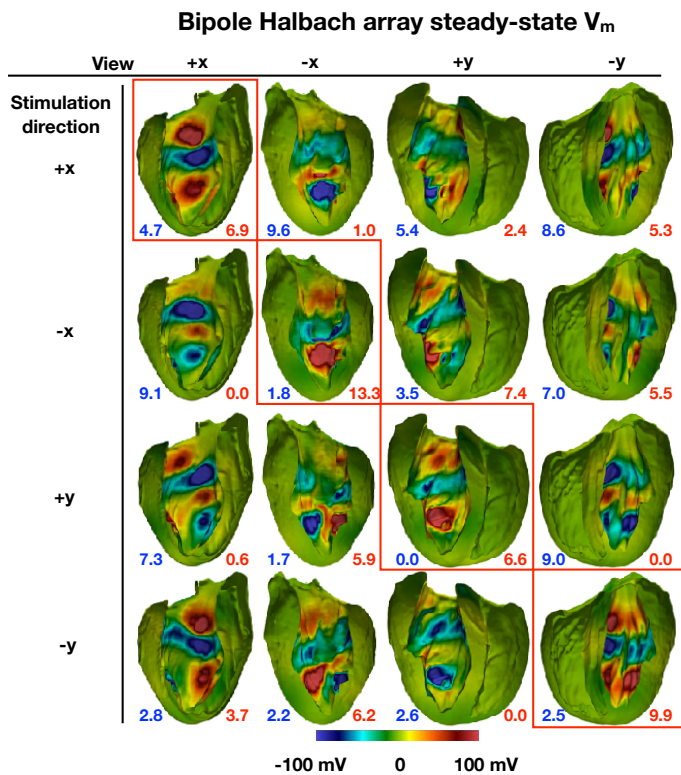 Bipole Halbach array steady-state Vm
View +x -x +y -y
Stimulation
direction
+x
4.7 6.9 9.6 1.0 5.4 2.4 8.6 5.3
-x
9.1 0.0 1.8 13.3 3.5 7.4 7.0 5.5
+y
7.3 0.6 1.7 5.9 0.0 6.6 9.0 0.0
-y
2.8 3.7 2.2 6.2 2.6 0.0 2.5 9.9
-100 mV 0 100 mV